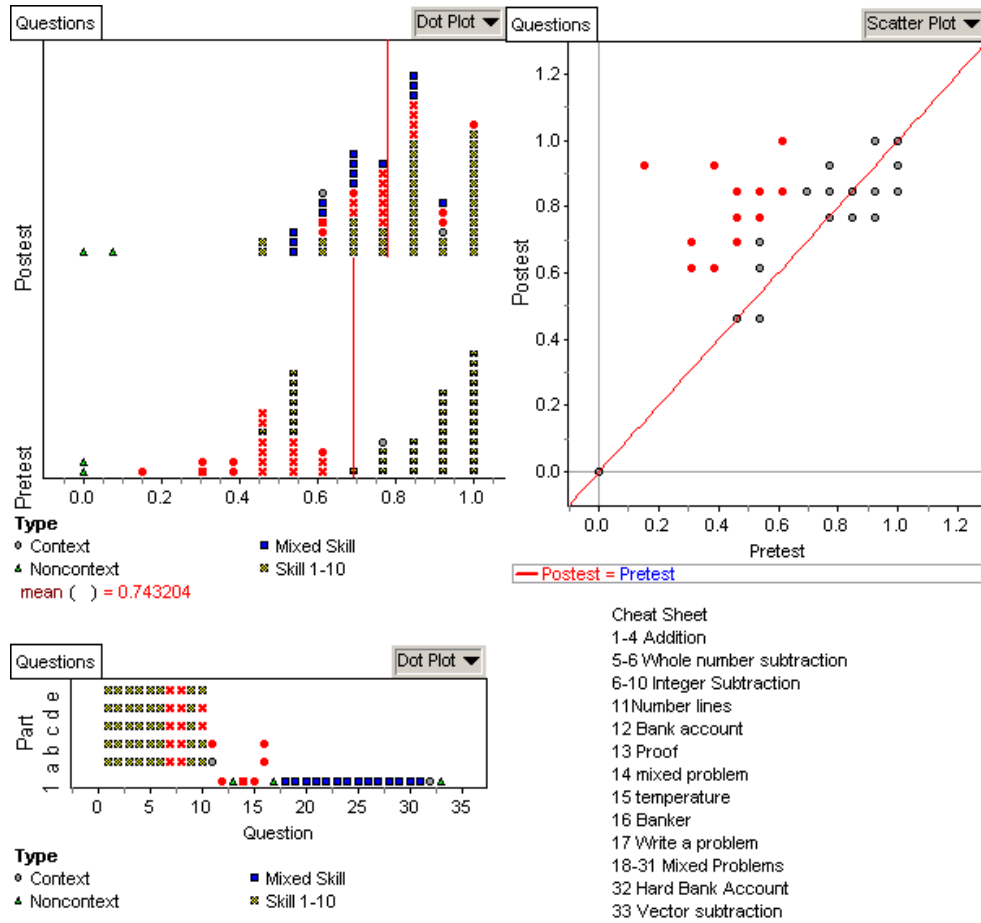 Questions
Dot Plot
Postest
Pretest
0.0 0.2 0.4 0.6 0.8 1.0
Type
Context
Mixed Skill
Noncontext
Skill 1-10
mean ( ) = 0.743204
Questions
Scatter Plot
Postest
1.2
1.0
0.8
0.6
0.4
0.2
0.0
0.0 0.2 0.4 0.6 0.8 1.0 1.2
Pretest
Postest = Pretest
Questions
Dot Plot
Part
1 a b c d e
0 5 10 15 20 25 30 35
Question
Type
Context
Mixed Skill
Noncontext
Skill 1-10
Cheat Sheet
1-4 Addition
5-6 Whole number subtraction
6-10 Integer Subtraction
11Number lines
12 Bank account
13 Proof
14 mixed problem
15 temperature
16 Banker
17 Write a problem
18-31 Mixed Problems
32 Hard Bank Account
33 Vector subtraction